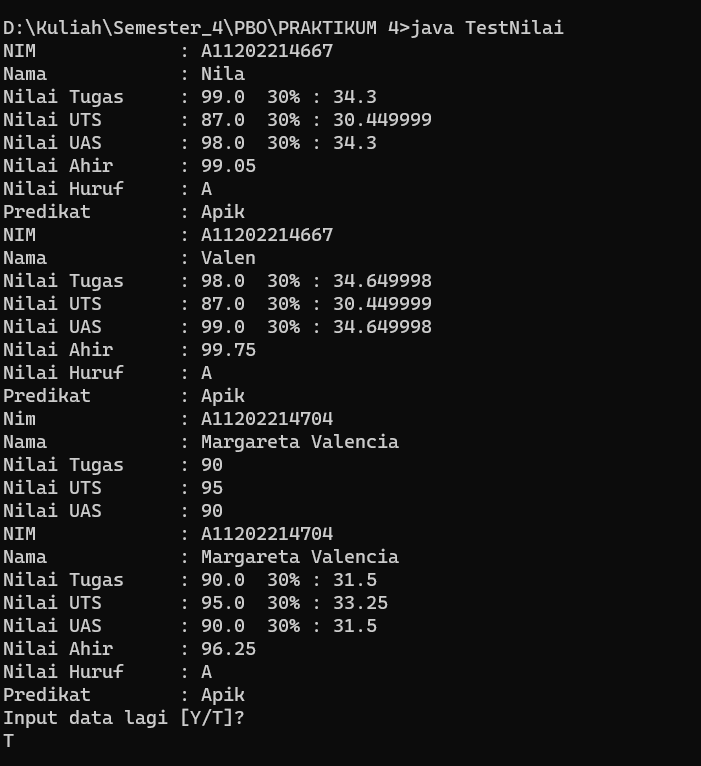 D:\Kuliah\Semester_4\PBO\PRAKTIKUM 4>java TestNilai
NIM : A11202214667
Nama : Nila
Nilai Tugas : 99.0 30% : 34.3
Nilai UTS : 87.0 30% : 30.449999
Nilai UAS : 98.0 30% : 34.3
Nilai Ahir : 99.05
Nilai Huruf : A
Predikat : Apik
NIM : A11202214667
Nama : Valen
Nilai Tugas : 98.0 30% : 34.649998
Nilai UTS : 87.0 30% : 30.449999
Nilai UAS : 99.0 30% : 34.649998
Nilai Ahir : 99.75
Nilai Huruf : A
Predikat : Apik
Nim : A11202214704
Nama : Margareta Valencia
Nilai Tugas : 90
Nilai UTS : 95
Nilai UAS : 90
NIM : A11202214704
Nama : Margareta Valencia
Nilai Tugas : 90.0 30% : 31.5
Nilai UTS : 95.0 30% : 33.25
Nilai UAS : 90.0 30% : 31.5
Nilai Ahir : 96.25
Nilai Huruf : A
Predikat : Apik
Input data lagi [Y/T]?
T